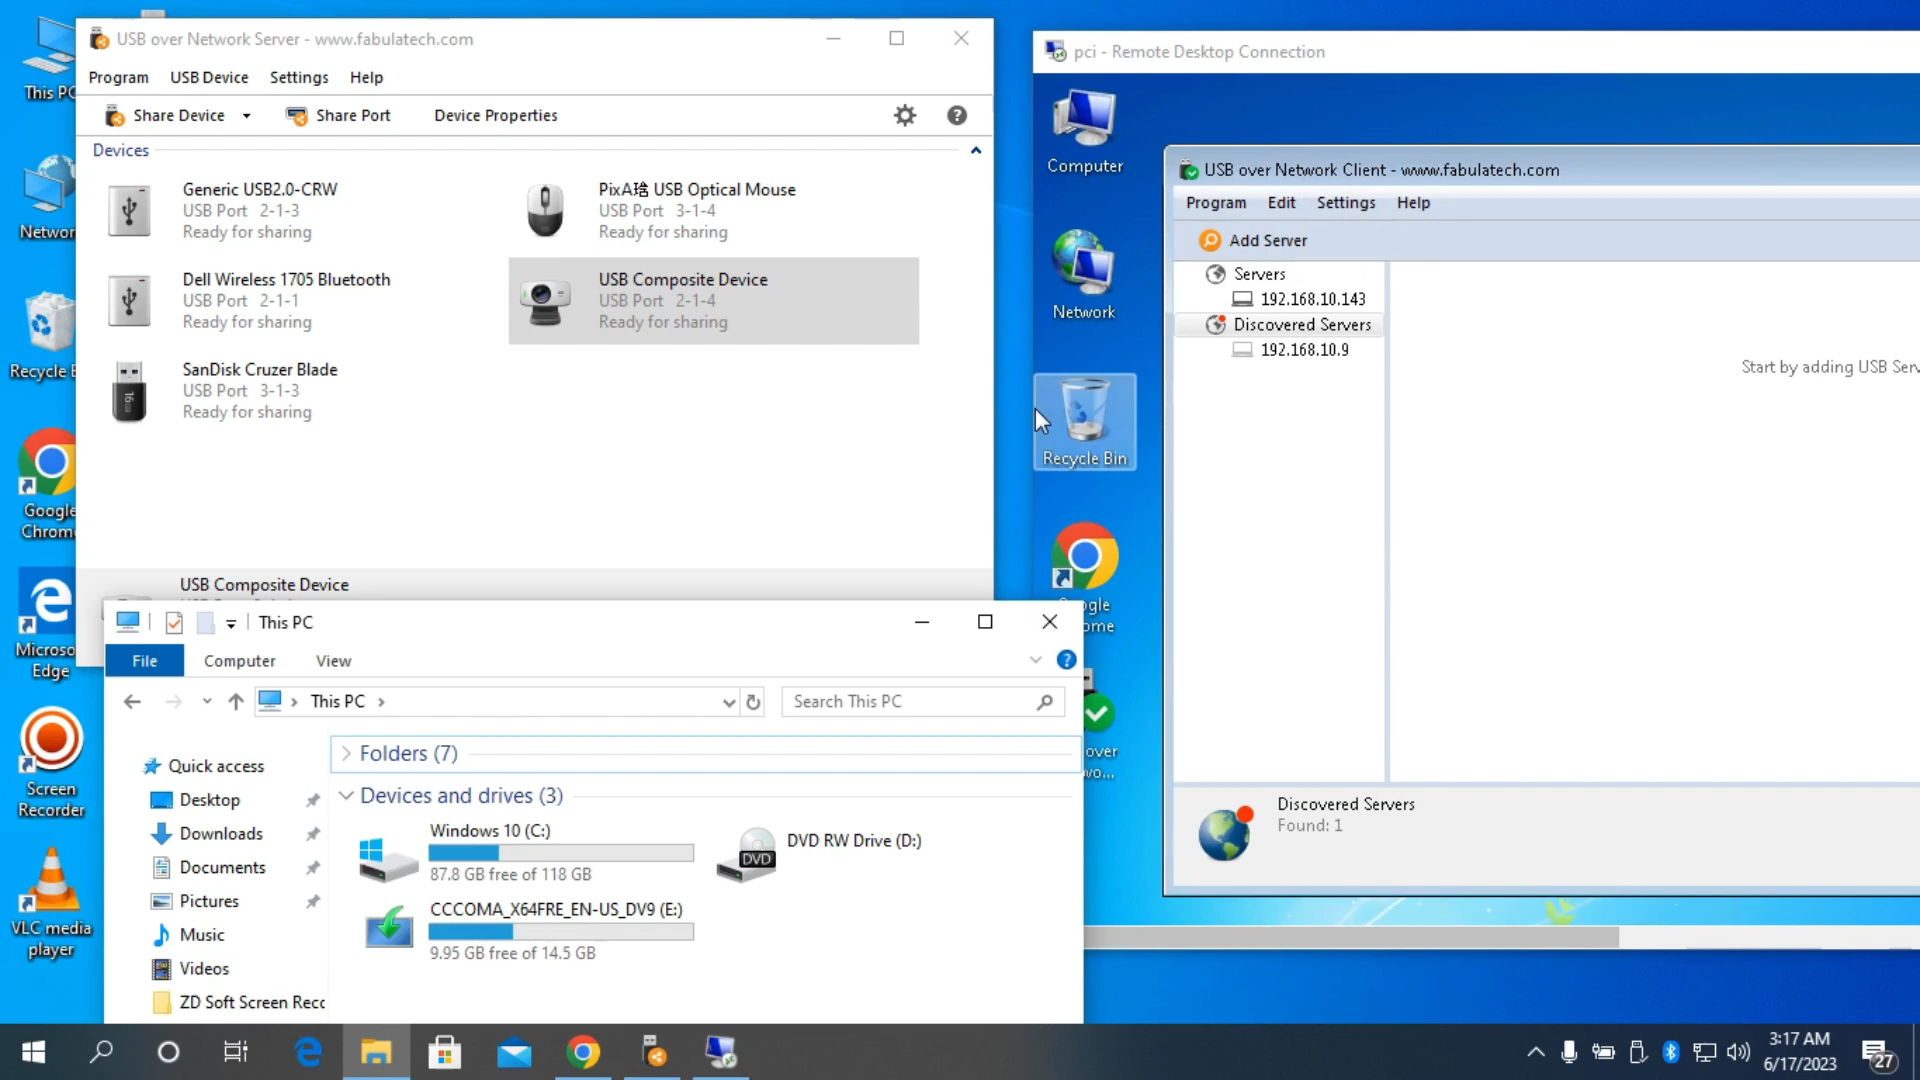 This PC
Networ
Recycle B
Google
Chrome
Microso
Edge
Screen
Recorder
VLC media
player
USB over Network Server - www.fabulatech.com
Program USB Device Settings Help
Share Device Share Port Device Properties
Devices
Generic USB2.0-CRW
USB Port 2-1-3
Ready for sharing
PixA琀 USB Optical Mouse
USB Port 3-1-4
Ready for sharing
Dell Wireless 1705 Bluetooth
USB Port 2-1-1
Ready for sharing
USB Composite Device
USB Port 2-1-4
Ready for sharing
SanDisk Cruzer Blade
USB Port 3-1-3
Ready for sharing
16
USB Composite Device
This PC
File Computer View
This PC
Search This PC
Quick access
Desktop
Downloads
Documents
Pictures
Music
Videos
ZD Soft Screen Reco
Folders (7)
Devices and drives (3)
Windows 10 (C:)
87.8 GB free of 118 GB
DVD RW Drive (D:)
DVD
CCCOMA_X64FRE_EN-US_DV9 (E:)
9.95 GB free of 14.5 GB
pci - Remote Desktop Connection
Computer
Network
Recycle Bin
ogle
ome
over
wo...
USB over Network Client - www.fabulatech.com
Program Edit Settings Help
Add Server
Servers
192.168.10.143
Discovered Servers
192.168.10.9
Start by adding USB Serv
Discovered Servers
Found: 1
3:17 AM
6/17/2023
27